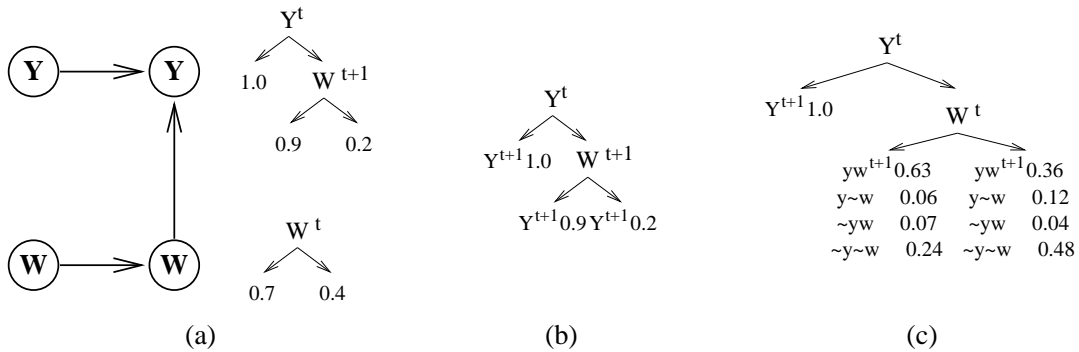 Y Y
W W
Y^t
1.0 W^t+1
0.9 0.2
W^t
0.7 0.4
(a)
Y^t
Y^t+1 1.0 W^t+1
Y^t+1 0.9 Y^t+1 0.2
(b)
Y^t
Y^t+1 1.0
W^t
yw^t+1 0.63 yw^t+1 0.36
y~w 0.06 y~w 0.12
~yw 0.07 ~yw 0.04
~y~w 0.24 ~y~w 0.48
(c)